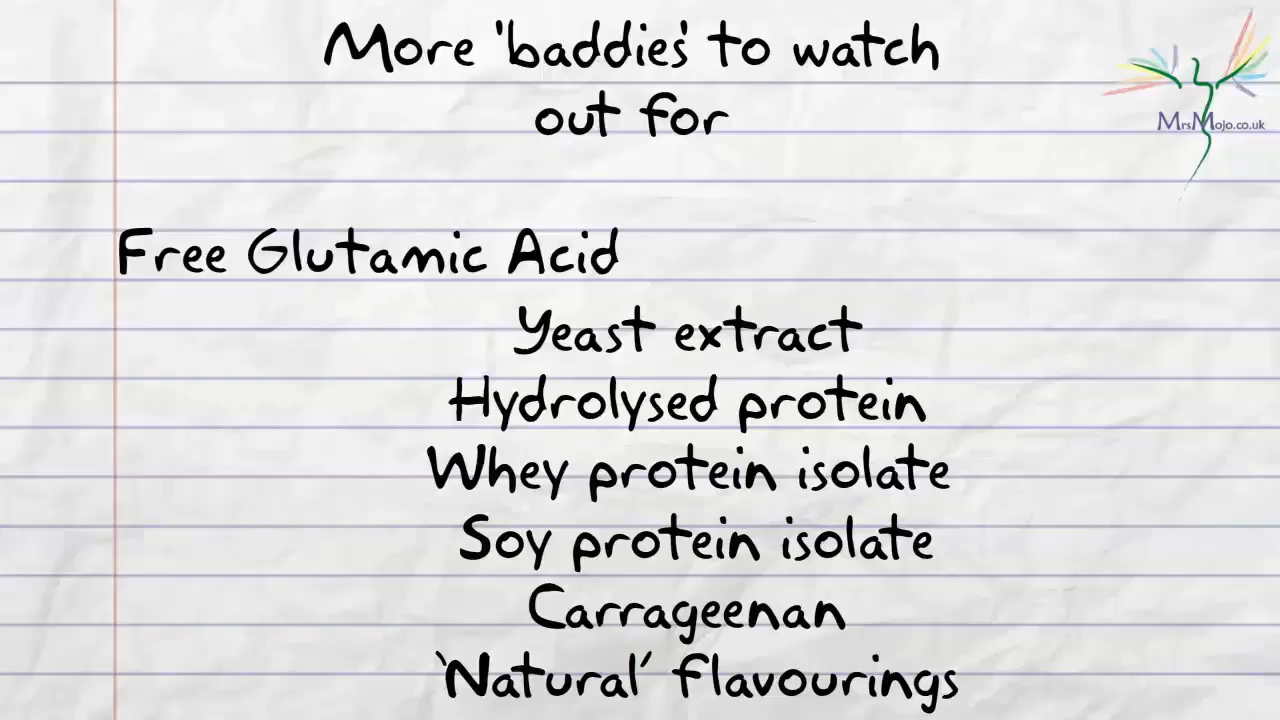 More 'baddies' to watch
out for
MrsMojo.co.uk
Free Glutamic Acid
Yeast extract
Hydrolysed protein
Whey protein isolate
Soy protein isolate
Carrageenan
‘Natural’ flavourings